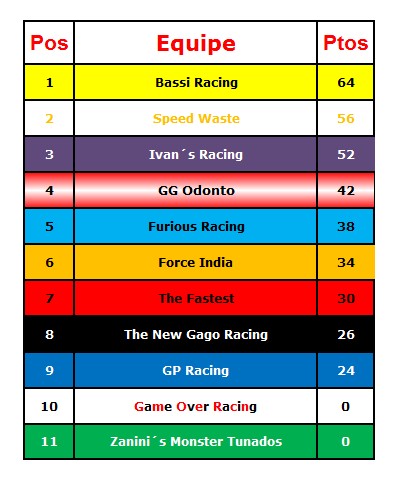 Pos Equipe Ptos
1 Bassi Racing 64
2 Speed Waste 56
3 Ivan´s Racing 52
4 GG Odonto 42
5 Furious Racing 38
6 Force India 34
7 The Fastest 30
8 The New Gago Racing 26
9 GP Racing 24
10 Game Over Racing 0
11 Zanini´s Monster Tunados 0